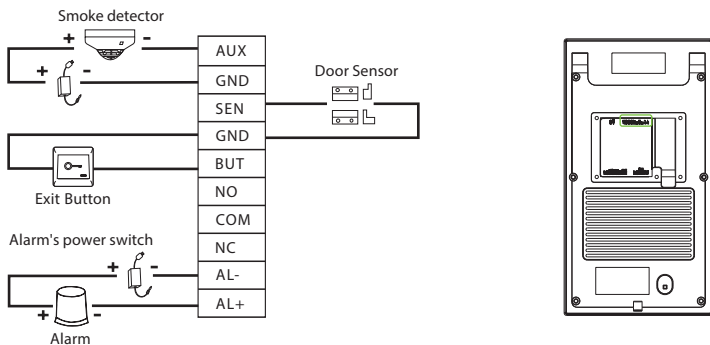 Smoke detector
+ -
+ -
AUX
GND
SEN
GND
BUT
NO
COM
NC
AL-
AL+
Door Sensor
Exit Button
Alarm's power switch
+ -
+ -
Alarm